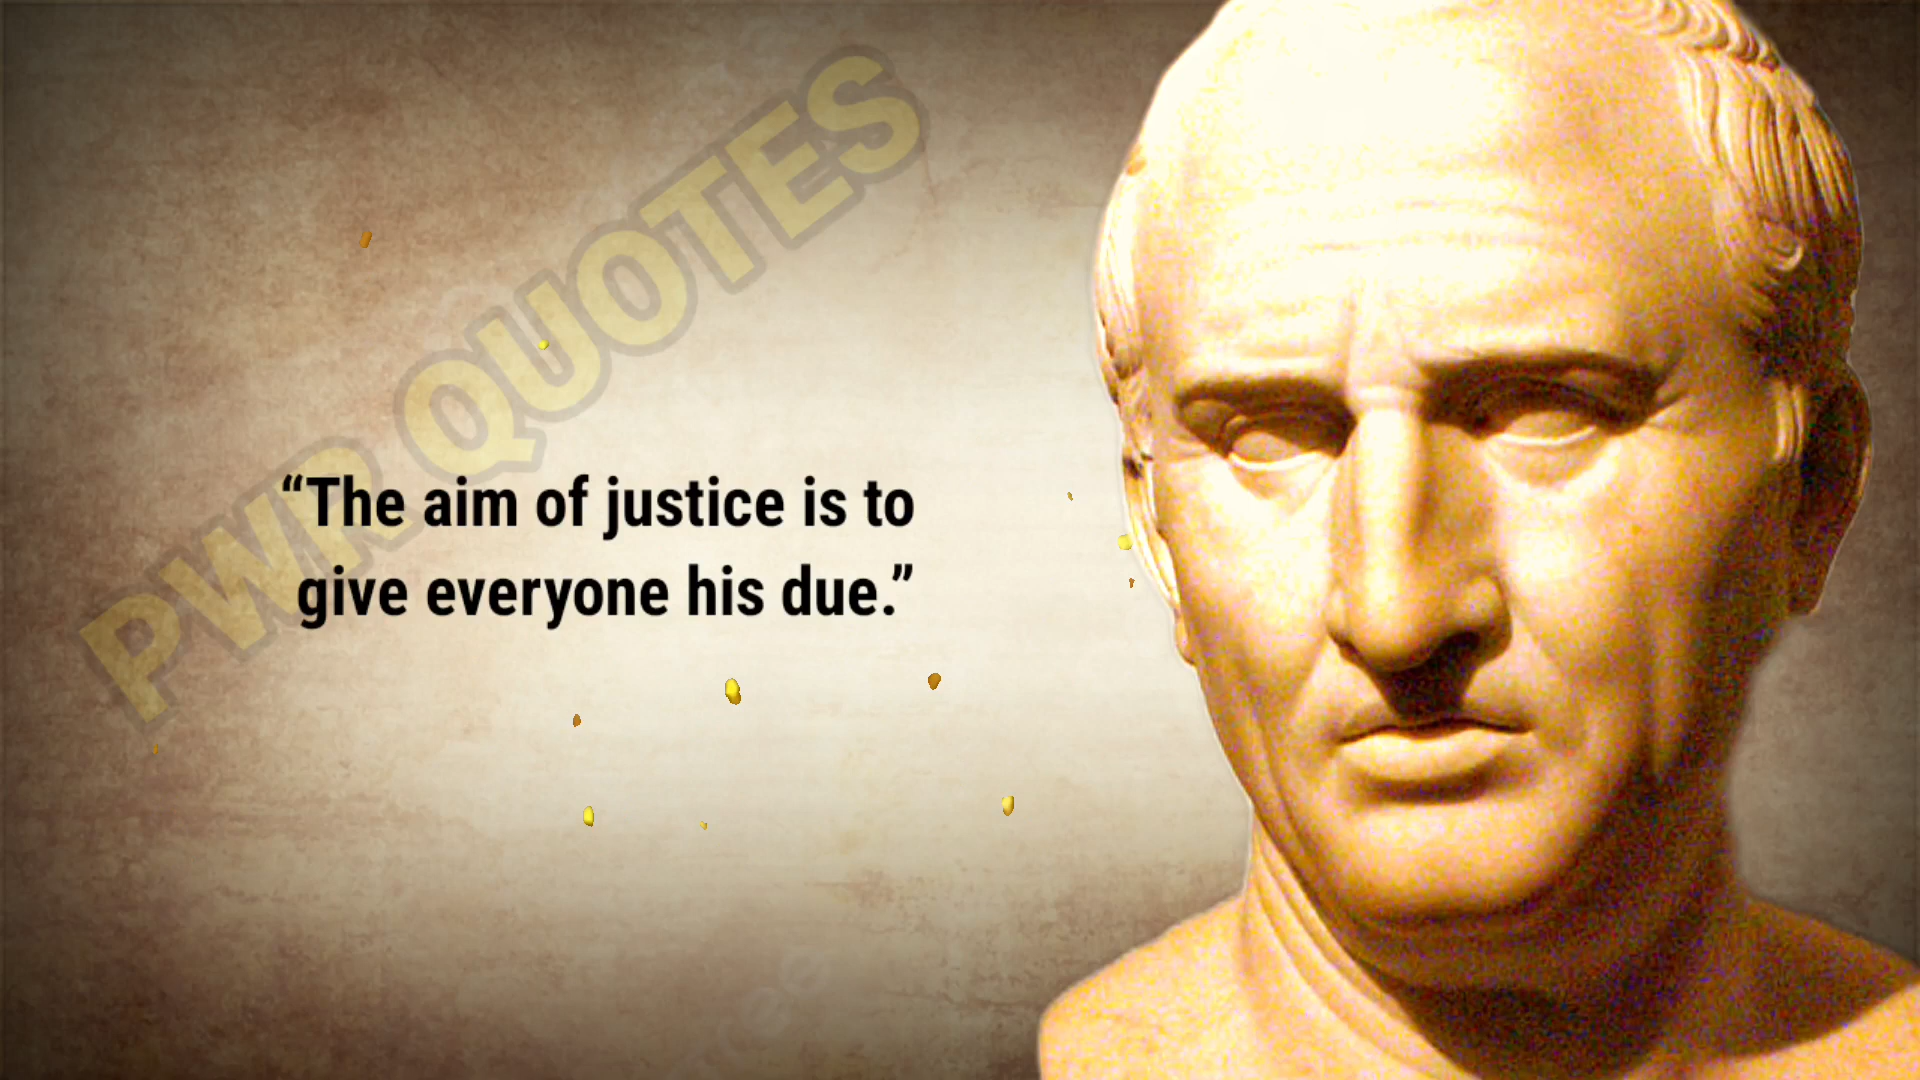 PWR QUOTES
“The aim of justice is to
give everyone his due.”